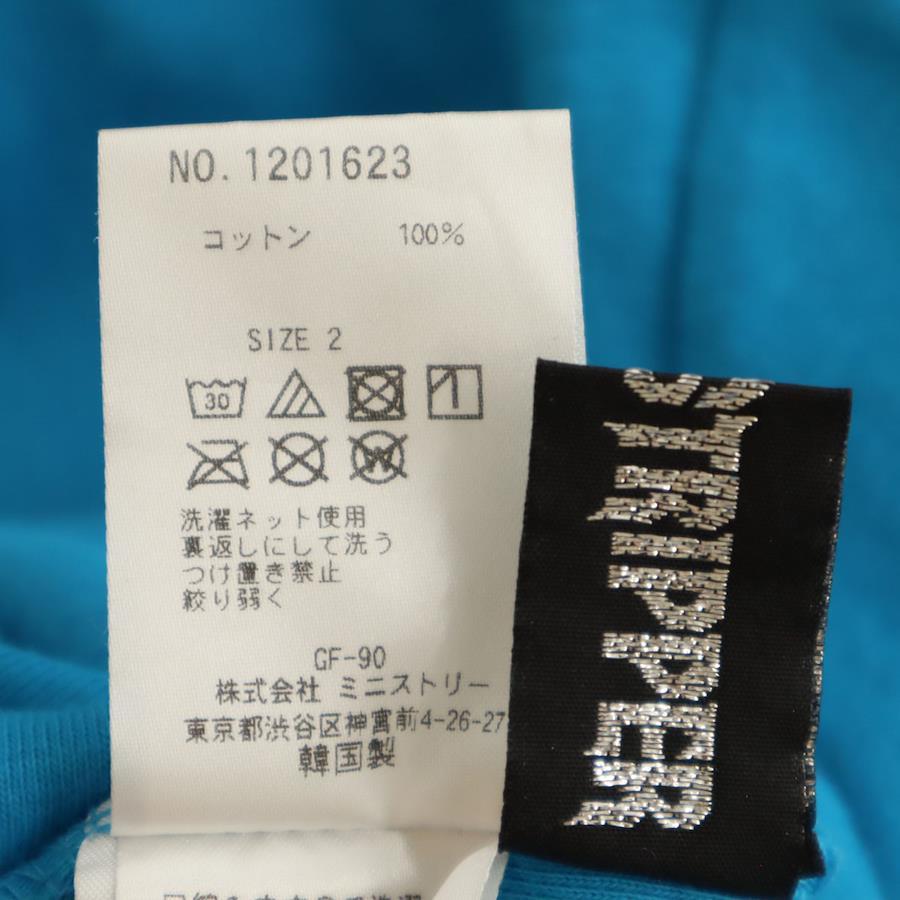 NO. 1201623
コットン 100%
SIZE 2
30
W
洗濯ネット使用
裏返しにして洗う
つけ置き禁止
絞り弱く
GF-90
株式会社 ミニストリー
東京都渋谷区神宮前4-26-27
韓国製
STRIPPER